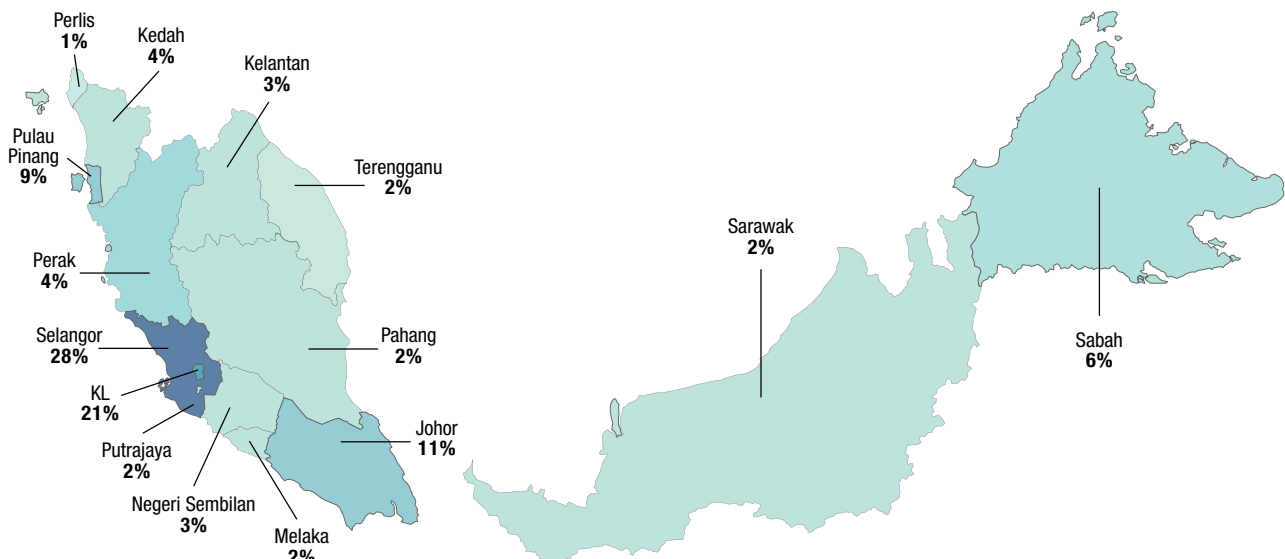 Perlis
1%
Kedah
4%
Kelantan
3%
Pulau
Pinang
9%
Terengganu
2%
Perak
4%
Selangor
28%
Pahang
2%
KL
21%
Putrajaya
2%
Johor
11%
Negeri Sembilan
3%
Melaka
2%
Sarawak
2%
Sabah
6%